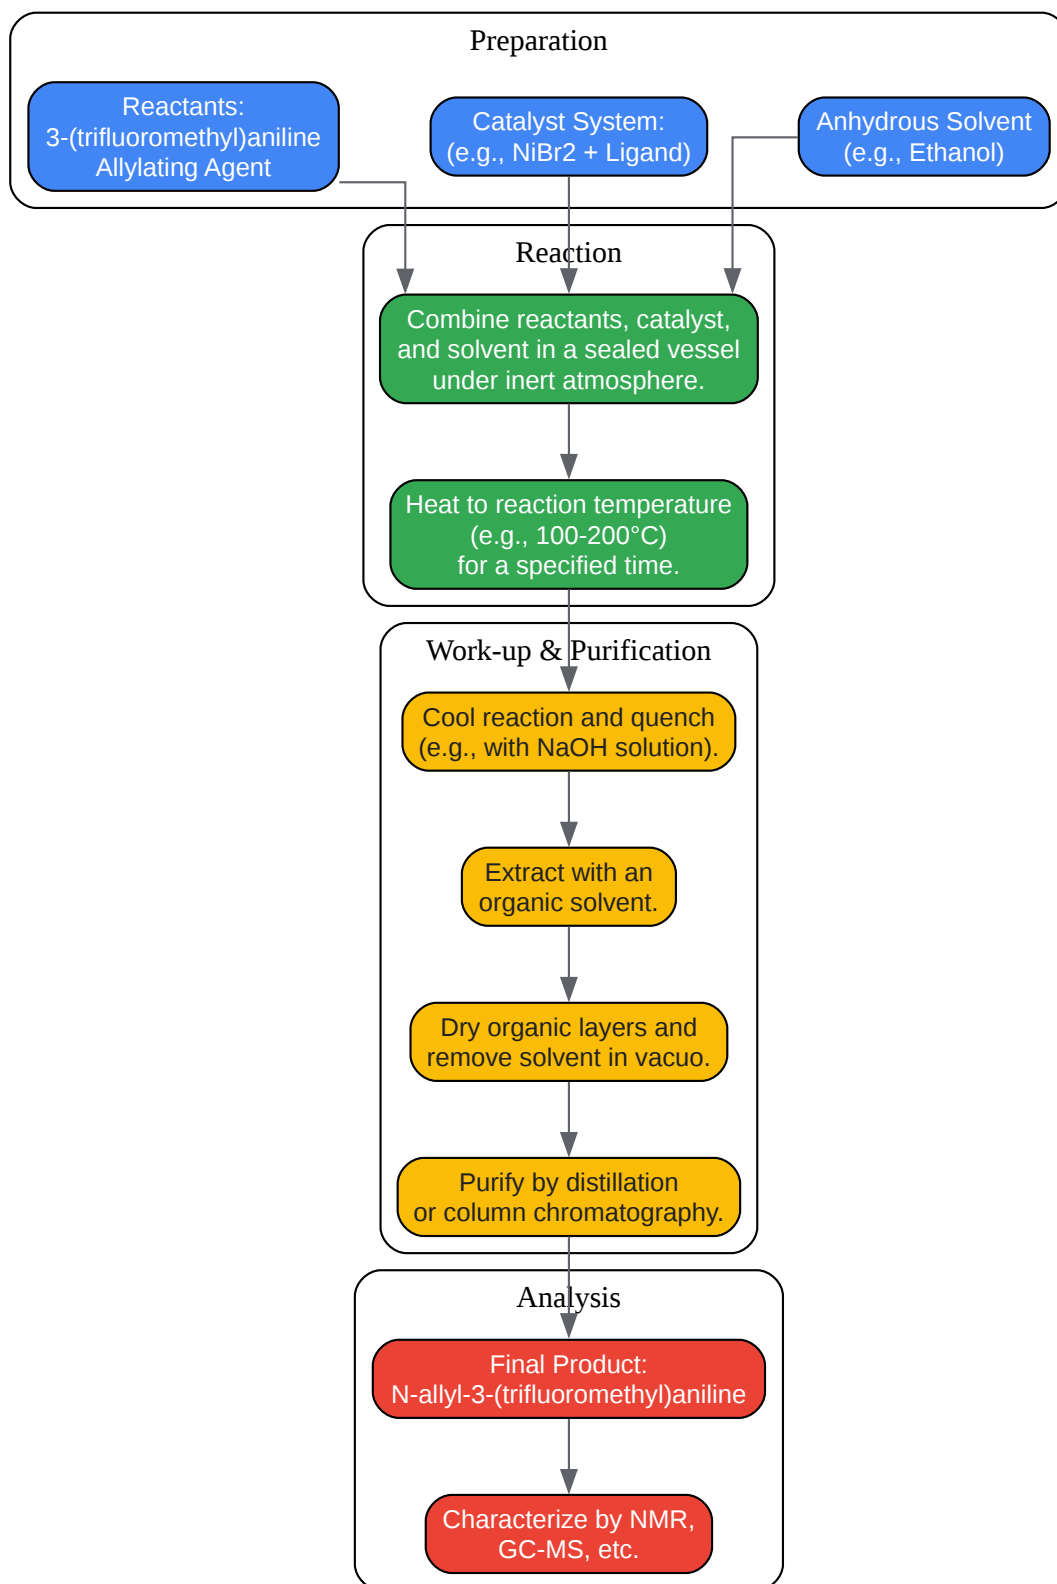 Preparation
Reactants:
3-(trifluoromethyl)aniline
Allylating Agent
Catalyst System:
(e.g., NiBr2 + Ligand)
Anhydrous Solvent
(e.g., Ethanol)
Reaction
Combine reactants, catalyst,
and solvent in a sealed vessel
under inert atmosphere.
Heat to reaction temperature
(e.g., 100-200°C)
for a specified time.
Work-up & Purification
Cool reaction and quench
(e.g., with NaOH solution).
Extract with an
organic solvent.
Dry organic layers and
remove solvent in vacuo.
Purify by distillation
or column chromatography.
Analysis
Final Product:
N-allyl-3-(trifluoromethyl)aniline
Characterize by NMR,
GC-MS, etc.